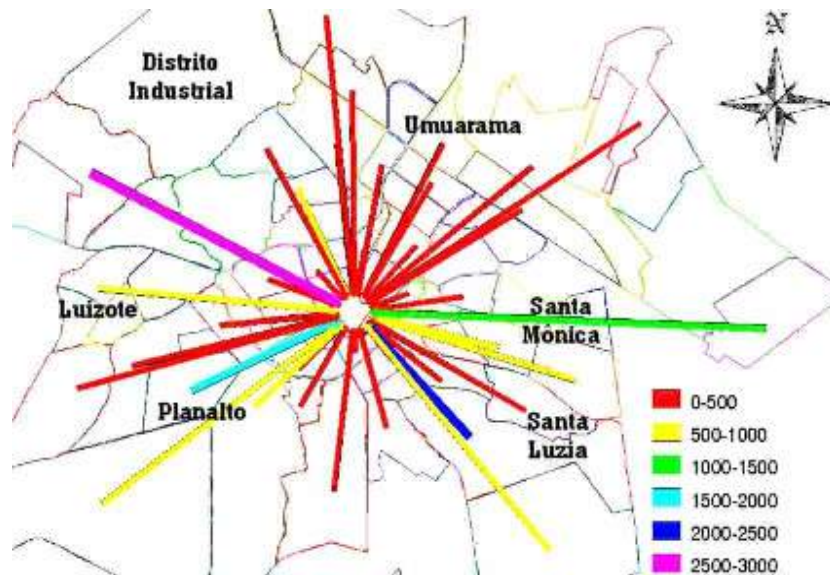 N
Distrito
Industrial
Umuarama
Luizote
Santa
Mônica
Planalto
Santa
Luzia
0-500
500-1000
1000-1500
1500-2000
2000-2500
2500-3000